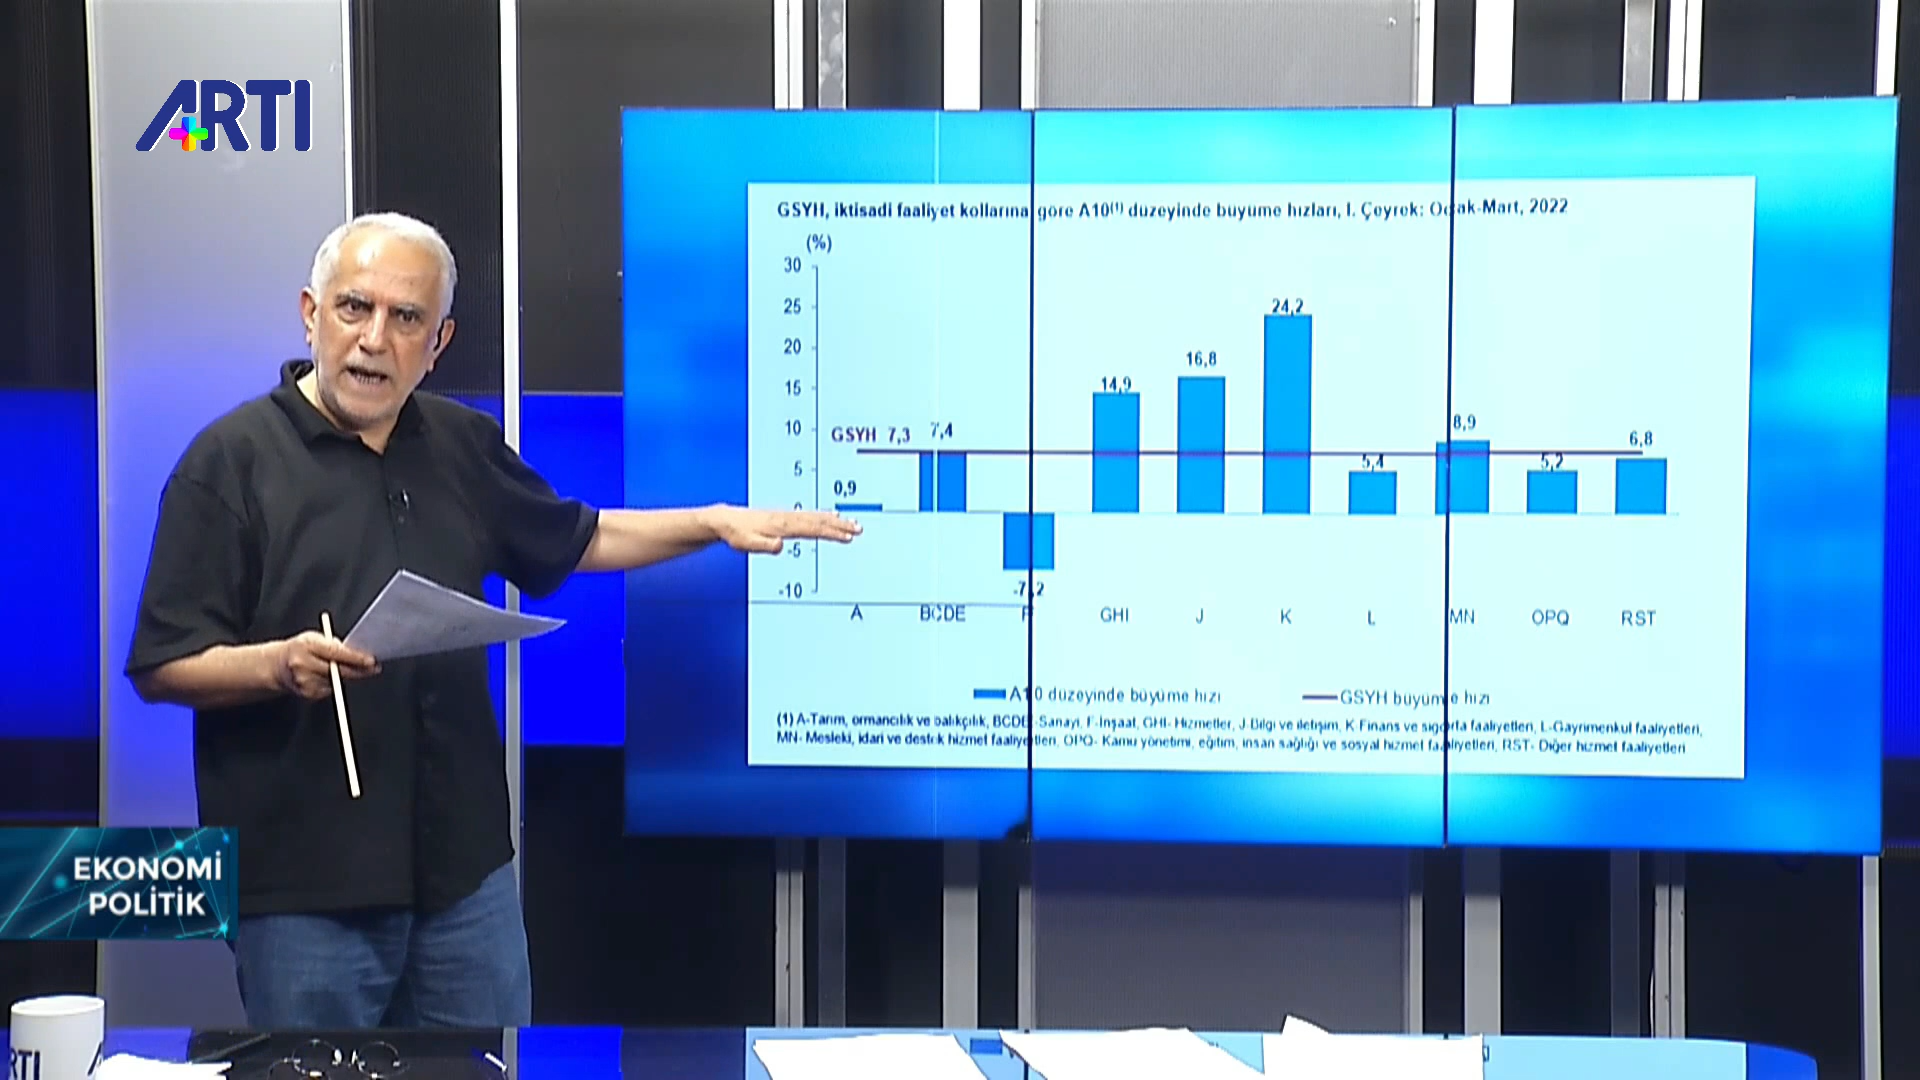 ARTI
GSYH, iktisadi faaliyet kollarına göre A10⁽¹⁾ düzeyinde büyüme hızları, I. Çeyrek: Ocak-Mart, 2022
(%)
30
25
20
15
10
5
0
-5
-10
GSYH 7,3
0,9
7,4
-7,2
14,9
16,8
24,2
5,4
8,9
5,2
6,8
A BCDE F GHI J K L MN OPQ RST
A10 düzeyinde büyüme hızı GSYH büyüme hızı
(1) A-Tarım, ormancılık ve balıkçılık, BCDE-Sanayi, F-İnşaat, GHI- Hizmetler, J-Bilgi ve iletişim, K-Finans ve sigorta faaliyetleri, L-Gayrimenkul faaliyetleri,
MN- Mesleki, idari ve destek hizmet faaliyetleri, OPQ- Kamu yönetimi, eğitim, insan sağlığı ve sosyal hizmet faaliyetleri, RST- Diğer hizmet faaliyetleri
EKONOMİ
POLİTİK
RTI A